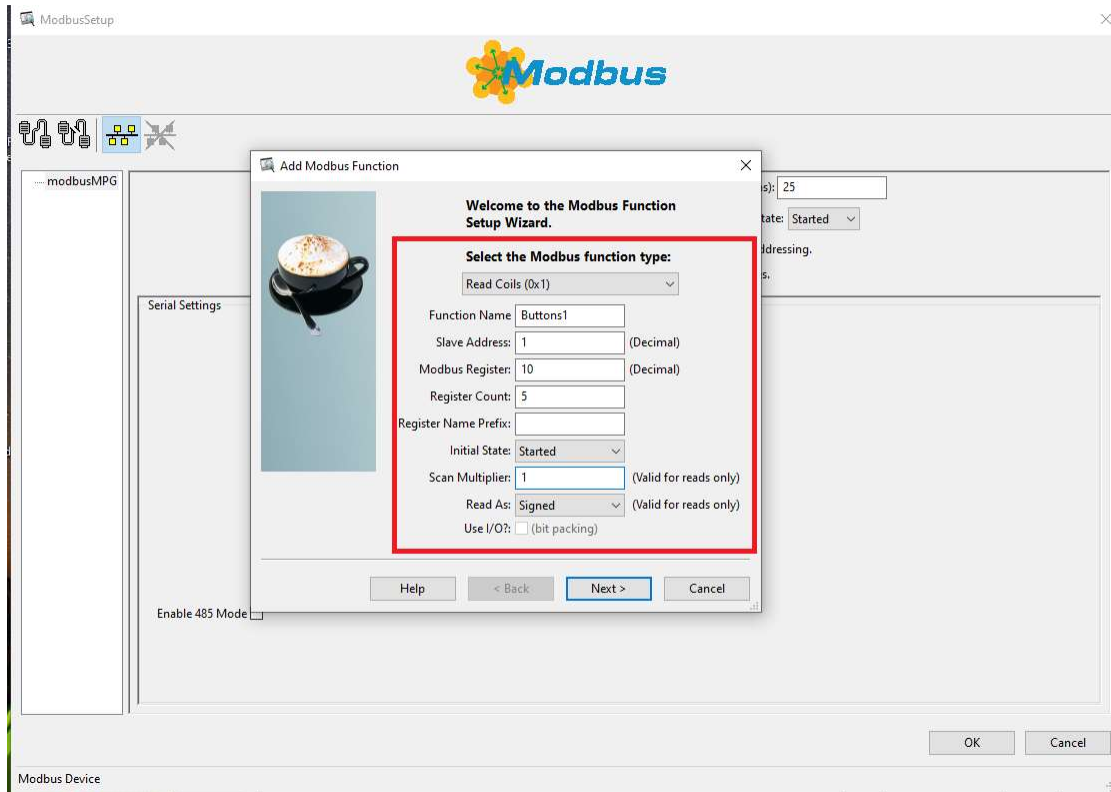 ModbusSetup
Modbus
modbusMPG
Add Modbus Function
Welcome to the Modbus Function
Setup Wizard.
Select the Modbus function type:
Read Coils (0x1)
Function Name Buttons1
Slave Address: 1 (Decimal)
Modbus Register: 10 (Decimal)
Register Count: 5
Register Name Prefix:
Initial State: Started
Scan Multiplier: 1 (Valid for reads only)
Read As: Signed (Valid for reads only)
Use I/O?: (bit packing)
Help < Back Next > Cancel
s): 25
tate: Started
ddressing.
s.
Serial Settings
Enable 485 Mode
OK Cancel
Modbus Device